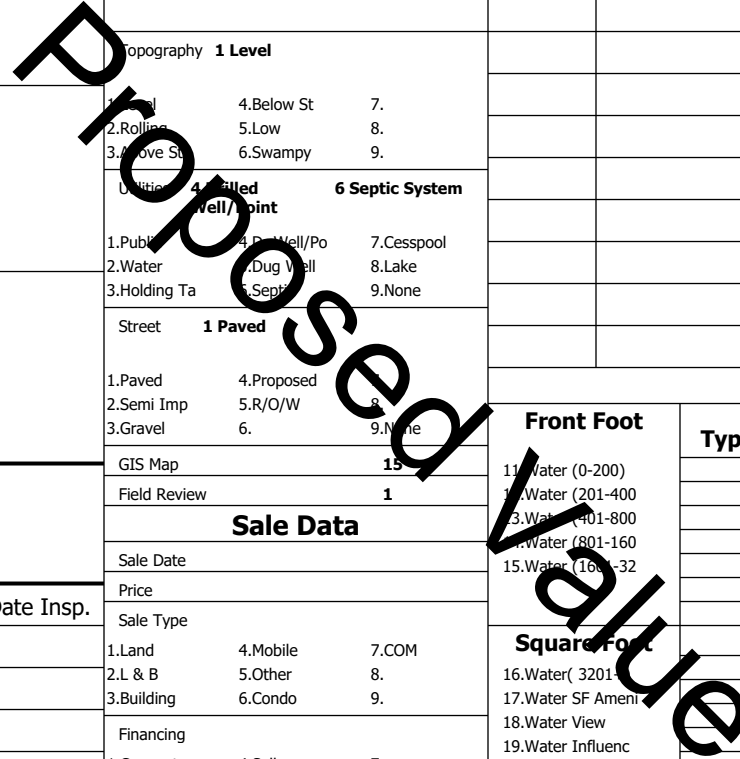 Topography 1 Level
1.Level 4.Below St 7.
2.Rolling 5.Low 8.
3.Above St 6.Swampy 9.
Utilities 4 Drilled 6 Septic System
Well/Point
1.Public 4.Dr Well/Po 7.Cesspool
2.Water 5.Dug Well 8.Lake
3.Holding Ta 6.Septic 9.None
Street 1 Paved
1.Paved 4.Proposed 7.
2.Semi Imp 5.R/O/W 8.
3.Gravel 6. 9.None
GIS Map 15
Field Review 1
Sale Data
Sale Date
Price
Sale Type
1.Land 4.Mobile 7.COM
2.L & B 5.Other 8.
3.Building 6.Condo 9.
Financing
Date Insp.
Front Foot
Typ
11.Water (0-200)
12.Water (201-400
13.Water (401-800
14.Water (801-160
15.Water (1601-32
Square Foot
16.Water( 3201-
17.Water SF Ameni
18.Water View
19.Water Influenc
Proposed Value